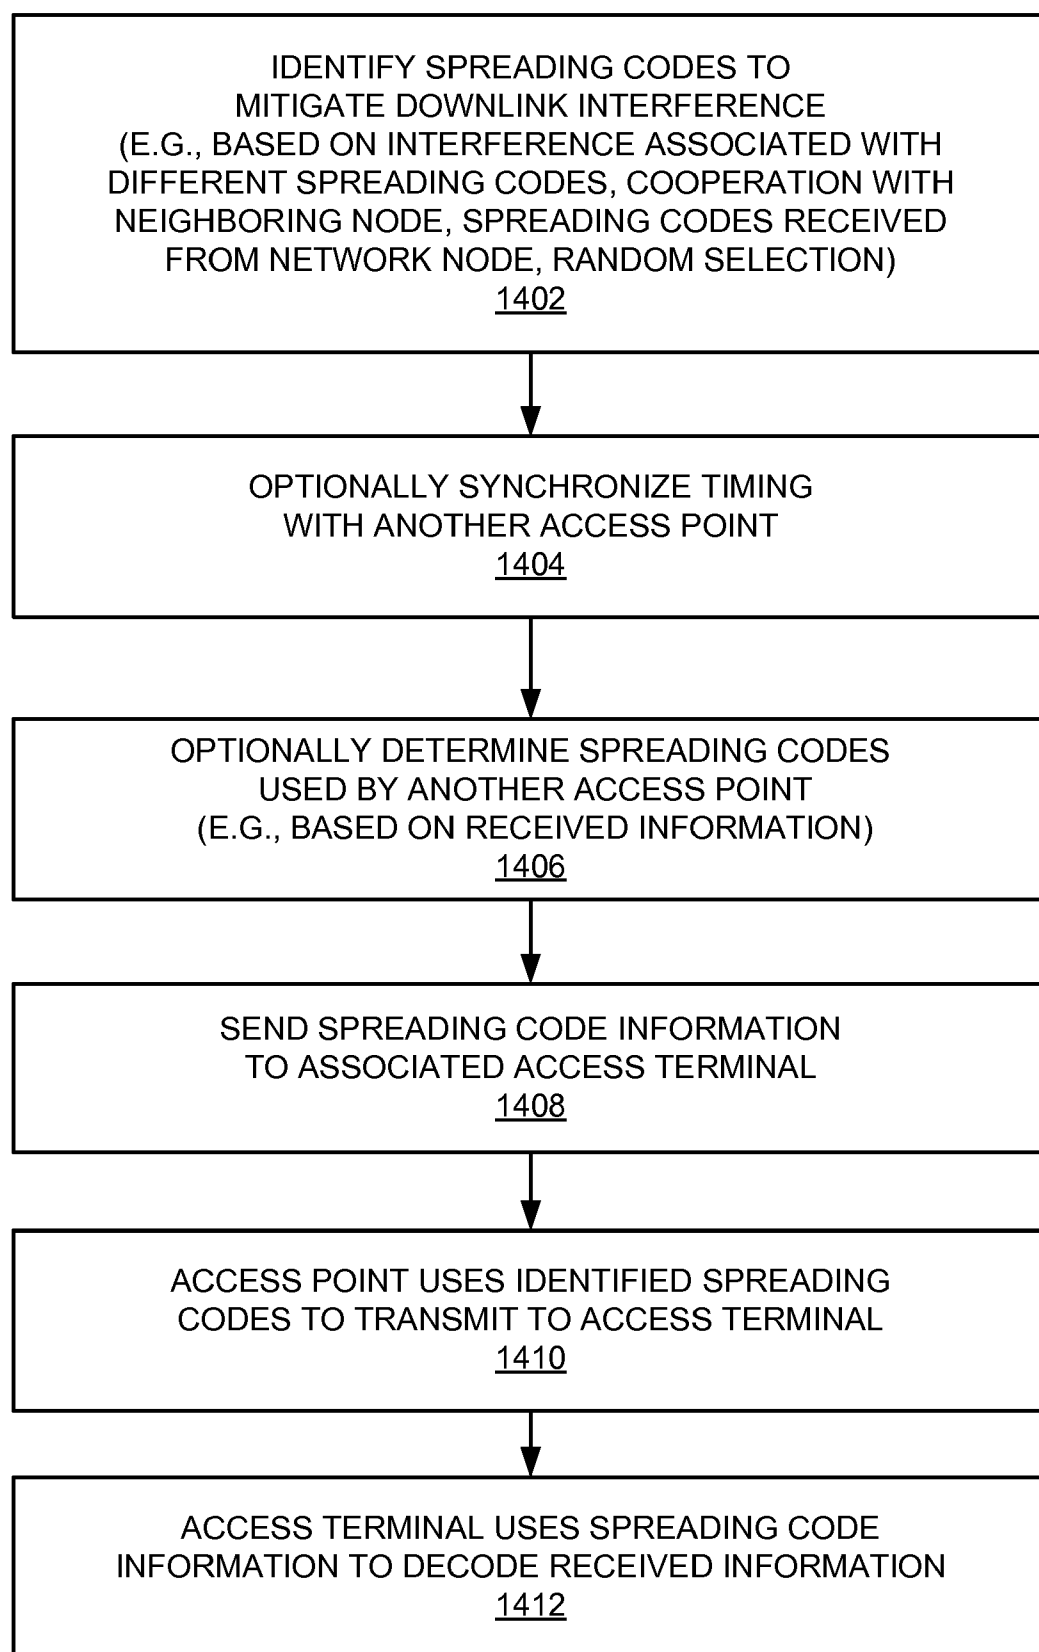 IDENTIFY SPREADING CODES TO
MITIGATE DOWNLINK INTERFERENCE
(E.G., BASED ON INTERFERENCE ASSOCIATED WITH
DIFFERENT SPREADING CODES, COOPERATION WITH
NEIGHBORING NODE, SPREADING CODES RECEIVED
FROM NETWORK NODE, RANDOM SELECTION)
1402
OPTIONALLY SYNCHRONIZE TIMING
WITH ANOTHER ACCESS POINT
1404
OPTIONALLY DETERMINE SPREADING CODES
USED BY ANOTHER ACCESS POINT
(E.G., BASED ON RECEIVED INFORMATION)
1406
SEND SPREADING CODE INFORMATION
TO ASSOCIATED ACCESS TERMINAL
1408
ACCESS POINT USES IDENTIFIED SPREADING
CODES TO TRANSMIT TO ACCESS TERMINAL
1410
ACCESS TERMINAL USES SPREADING CODE
INFORMATION TO DECODE RECEIVED INFORMATION
1412